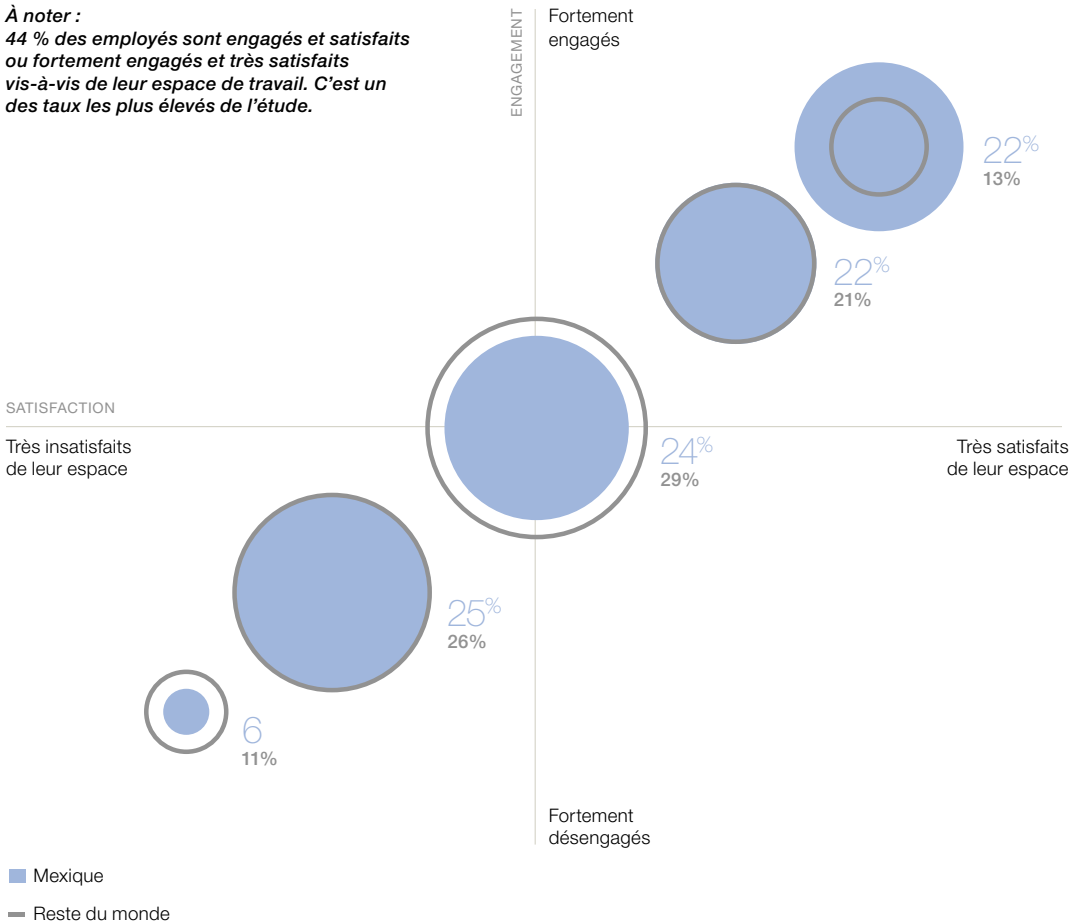 À noter :
44 % des employés sont engagés et satisfaits
ou fortement engagés et très satisfaits
vis-à-vis de leur espace de travail. C'est un
des taux les plus élevés de l'étude.
ENGAGEMENT
Fortement
engagés
22%
13%
22%
21%
SATISFACTION
Très insatisfaits
de leur espace
24%
29%
Très satisfaits
de leur espace
25%
26%
6
11%
Fortement
désengagés
Mexique
Reste du monde